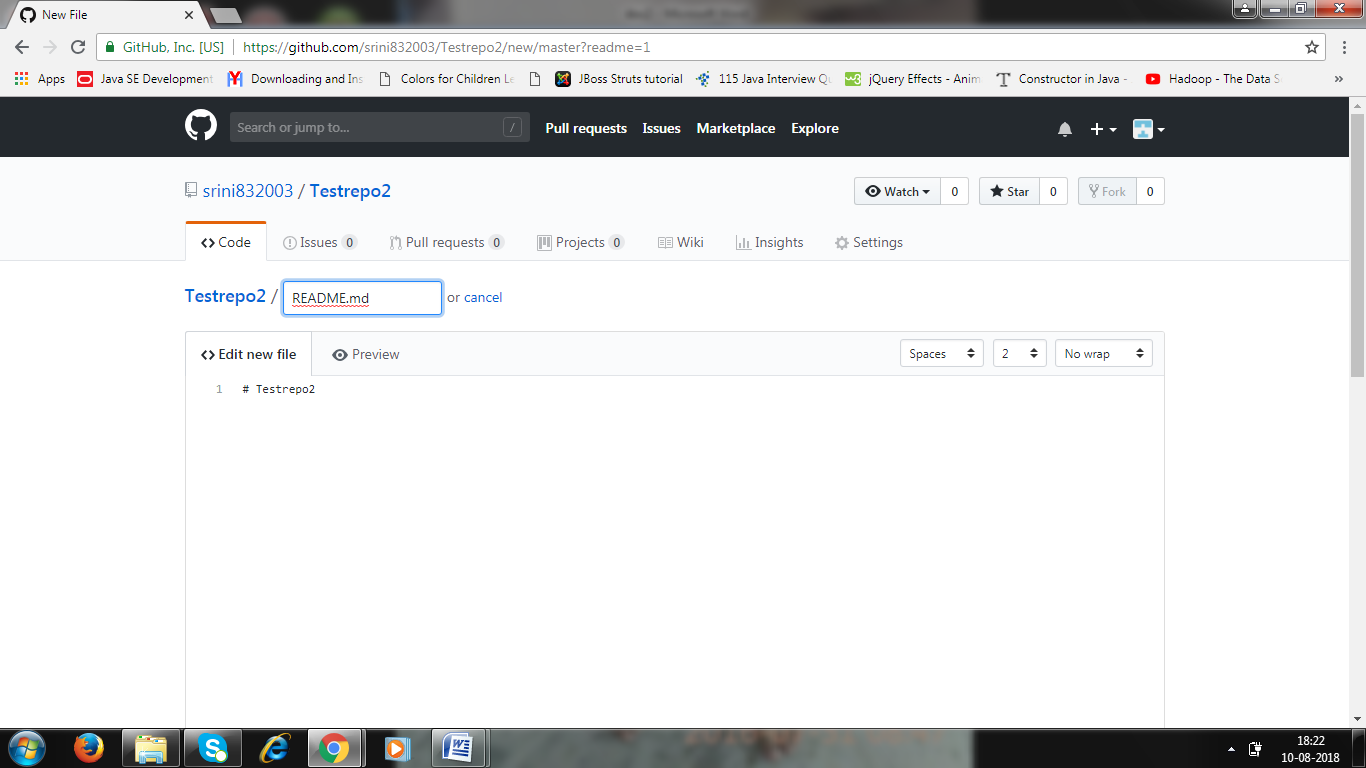 New File
GitHub, Inc. [US] https://github.com/srini832003/Testrepo2/new/master?readme=1
Apps Java SE Development Downloading and Ins Colors for Children Le JBoss Struts tutorial 115 Java Interview Qu jQuery Effects - Anim Constructor in Java - Hadoop - The Data S »
Search or jump to... / Pull requests Issues Marketplace Explore
srini832003 / Testrepo2 Watch 0 Star 0 Fork 0
Code Issues 0 Pull requests 0 Projects 0 Wiki Insights Settings
Testrepo2 / README.md or cancel
Edit new file Preview Spaces 2 No wrap
1 # Testrepo2
18:22
10-08-2018